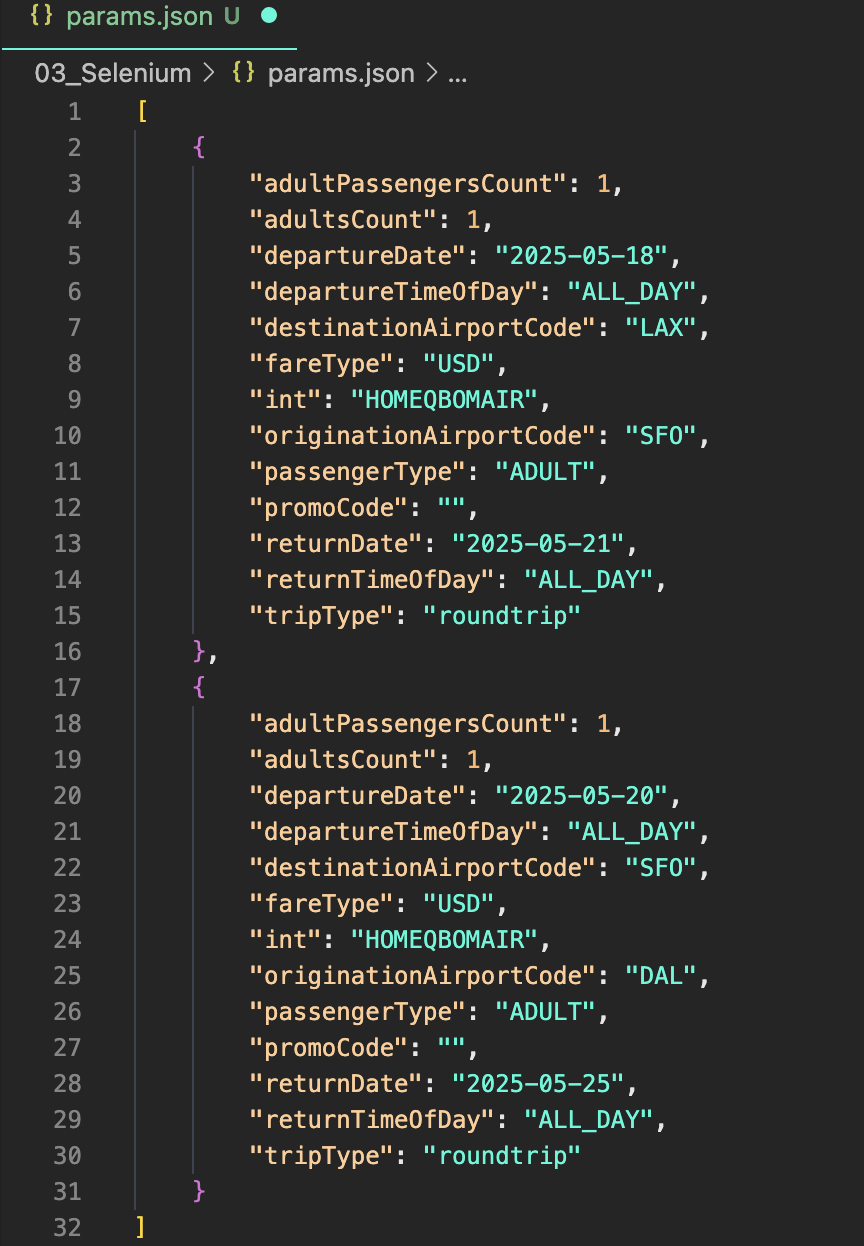 {} params.json U
03_Selenium > {} params.json > ...
1 [
2 {
3 "adultPassengersCount": 1,
4 "adultsCount": 1,
5 "departureDate": "2025-05-18",
6 "departureTimeOfDay": "ALL_DAY",
7 "destinationAirportCode": "LAX",
8 "fareType": "USD",
9 "int": "HOMEQBOMAIR",
10 "originationAirportCode": "SFO",
11 "passengerType": "ADULT",
12 "promoCode": "",
13 "returnDate": "2025-05-21",
14 "returnTimeOfDay": "ALL_DAY",
15 "tripType": "roundtrip"
16 },
17 {
18 "adultPassengersCount": 1,
19 "adultsCount": 1,
20 "departureDate": "2025-05-20",
21 "departureTimeOfDay": "ALL_DAY",
22 "destinationAirportCode": "SFO",
23 "fareType": "USD",
24 "int": "HOMEQBOMAIR",
25 "originationAirportCode": "DAL",
26 "passengerType": "ADULT",
27 "promoCode": "",
28 "returnDate": "2025-05-25",
29 "returnTimeOfDay": "ALL_DAY",
30 "tripType": "roundtrip"
31 }
32 ]